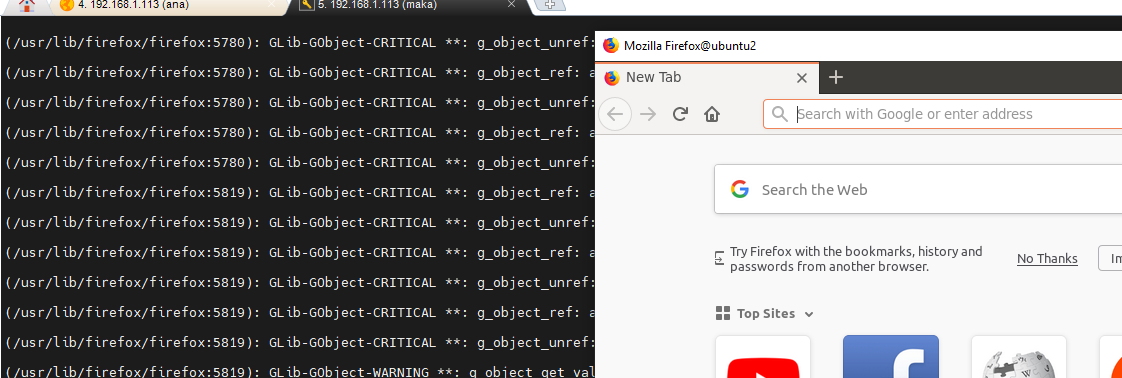 4. 192.168.1.113 (ana)
5. 192.168.1.113 (maka)
(/usr/lib/firefox/firefox:5780): GLib-GObject-CRITICAL **: g_object_unref:
(/usr/lib/firefox/firefox:5780): GLib-GObject-CRITICAL **: g_object_ref: a
(/usr/lib/firefox/firefox:5780): GLib-GObject-CRITICAL **: g_object_unref:
(/usr/lib/firefox/firefox:5780): GLib-GObject-CRITICAL **: g_object_ref: a
(/usr/lib/firefox/firefox:5780): GLib-GObject-CRITICAL **: g_object_unref:
(/usr/lib/firefox/firefox:5819): GLib-GObject-CRITICAL **: g_object_ref: a
(/usr/lib/firefox/firefox:5819): GLib-GObject-CRITICAL **: g_object_unref:
(/usr/lib/firefox/firefox:5819): GLib-GObject-CRITICAL **: g_object_ref: a
(/usr/lib/firefox/firefox:5819): GLib-GObject-CRITICAL **: g_object_unref:
(/usr/lib/firefox/firefox:5819): GLib-GObject-CRITICAL **: g_object_ref: a
(/usr/lib/firefox/firefox:5819): GLib-GObject-CRITICAL **: g_object_unref:
(/usr/lib/firefox/firefox:5819): GLib-GObject-WARNING **: g_object_get_val
Mozilla Firefox@ubuntu2
New Tab
Search with Google or enter address
Search the Web
Try Firefox with the bookmarks, history and
passwords from another browser.
No Thanks
Im
Top Sites